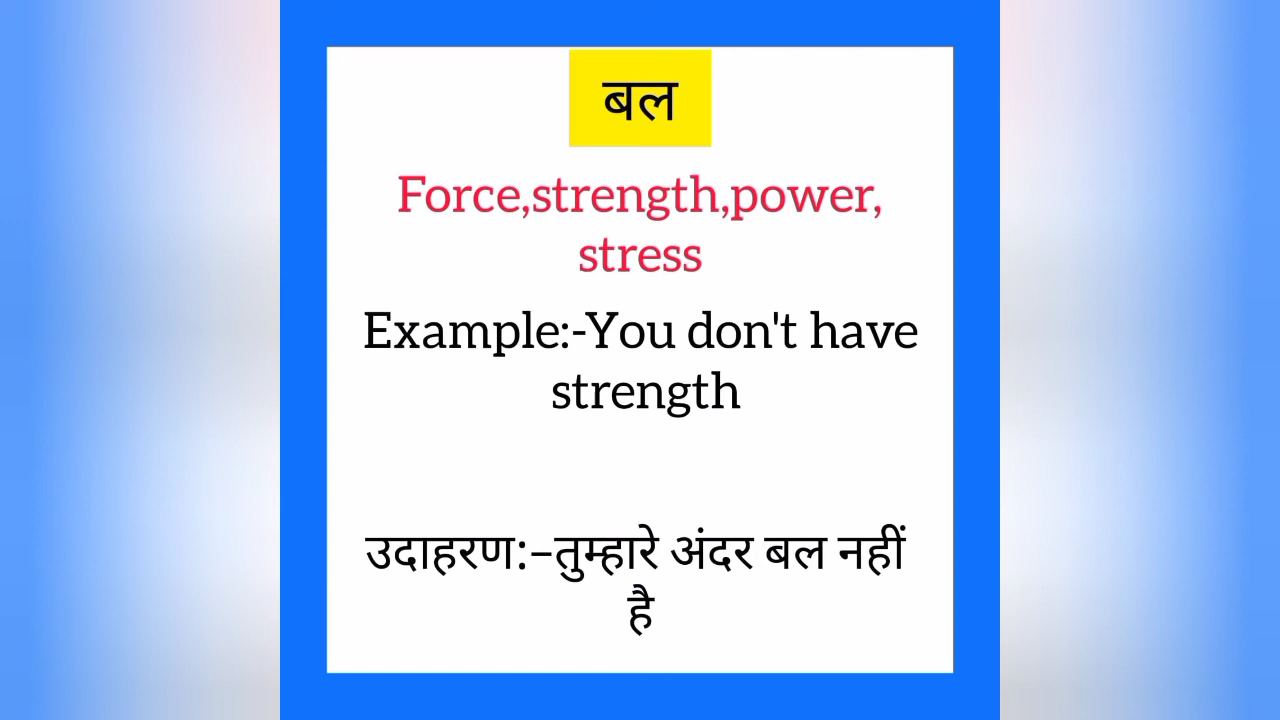 बल
Force,strength,power,
stress
Example:-You don't have
strength
उदाहरण:–तुम्हारे अंदर बल नहीं
है